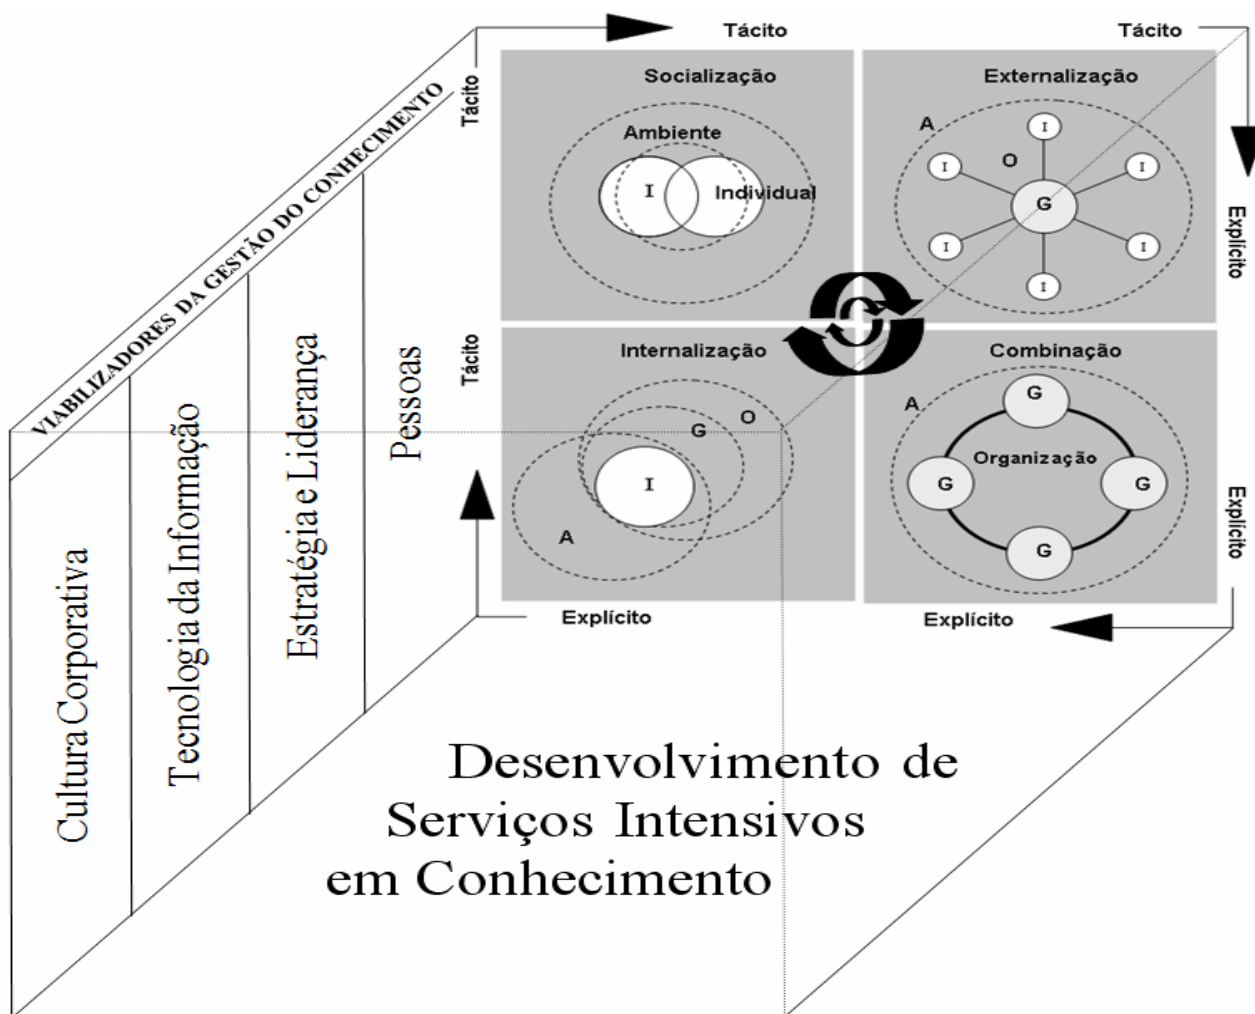 Tácito
Tácito
Tácito
Socialização
Ambiente
I
Individual
Externalização
A
O
I
I
I
G
I
I
I
Explícito
Tácito
Internalização
O
G
I
A
Combinação
A
G
Organização
G
G
G
Explícito
Explícito
Explícito
VIABILIZADORES DA GESTÃO DO CONHECIMENTO
Cultura Corporativa
Tecnologia da Informação
Estratégia e Liderança
Pessoas
Desenvolvimento de
Serviços Intensivos
em Conhecimento